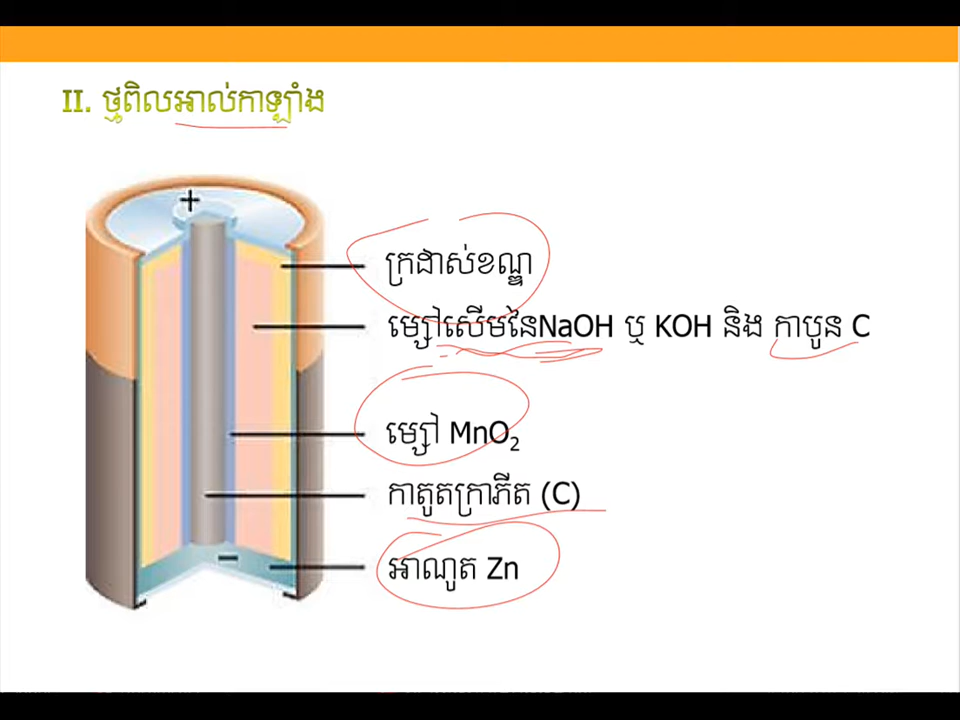 II. ថ្មពិលអាល់កាឡាំង
+
ក្រដាស់ខណ្ឌ
ម្សៅសើមនៃNaOH ឬ KOH និង កាបូន C
ម្សៅ MnO₂
កាតូតក្រាភីត (C)
−
អាណូត Zn